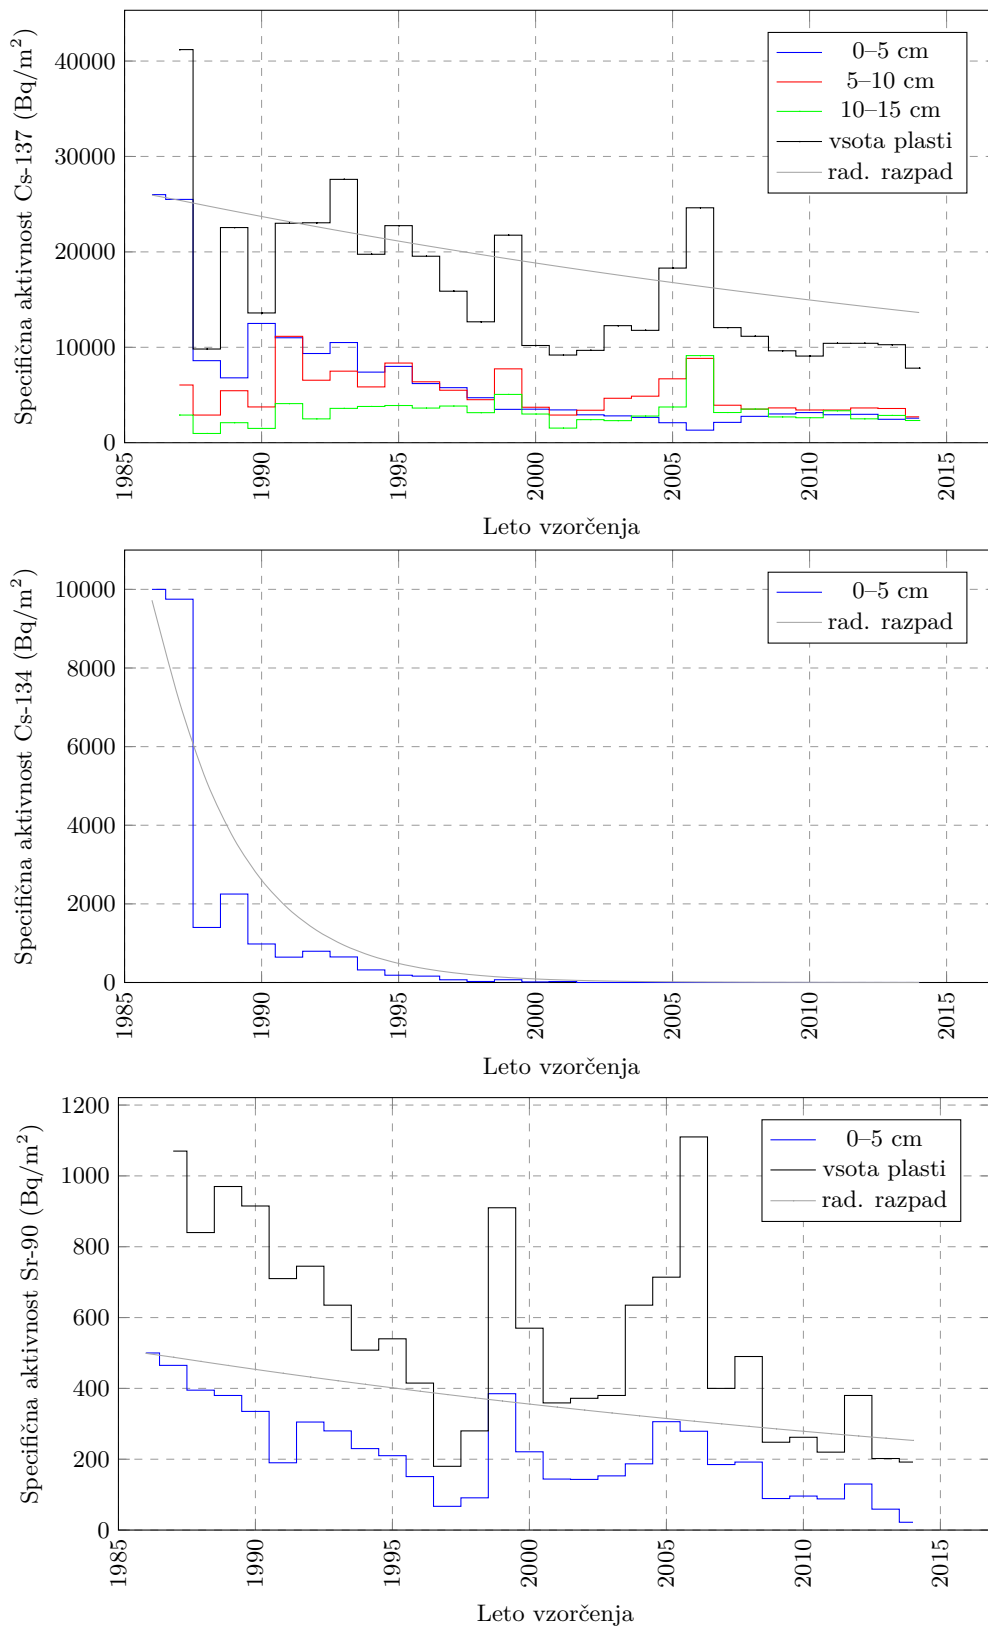 Specifična aktivnost Cs-137 (Bq/m²)
40000
30000
20000
10000
0
0–5 cm
5–10 cm
10–15 cm
vsota plasti
rad. razpad
1985
1990
1995
2000
2005
2010
2015
Leto vzorčenja
Specifična aktivnost Cs-134 (Bq/m²)
10000
8000
6000
4000
2000
0
0–5 cm
rad. razpad
1985
1990
1995
2000
2005
2010
2015
Leto vzorčenja
Specifična aktivnost Sr-90 (Bq/m²)
1200
1000
800
600
400
200
0
0–5 cm
vsota plasti
rad. razpad
1985
1990
1995
2000
2005
2010
2015
Leto vzorčenja